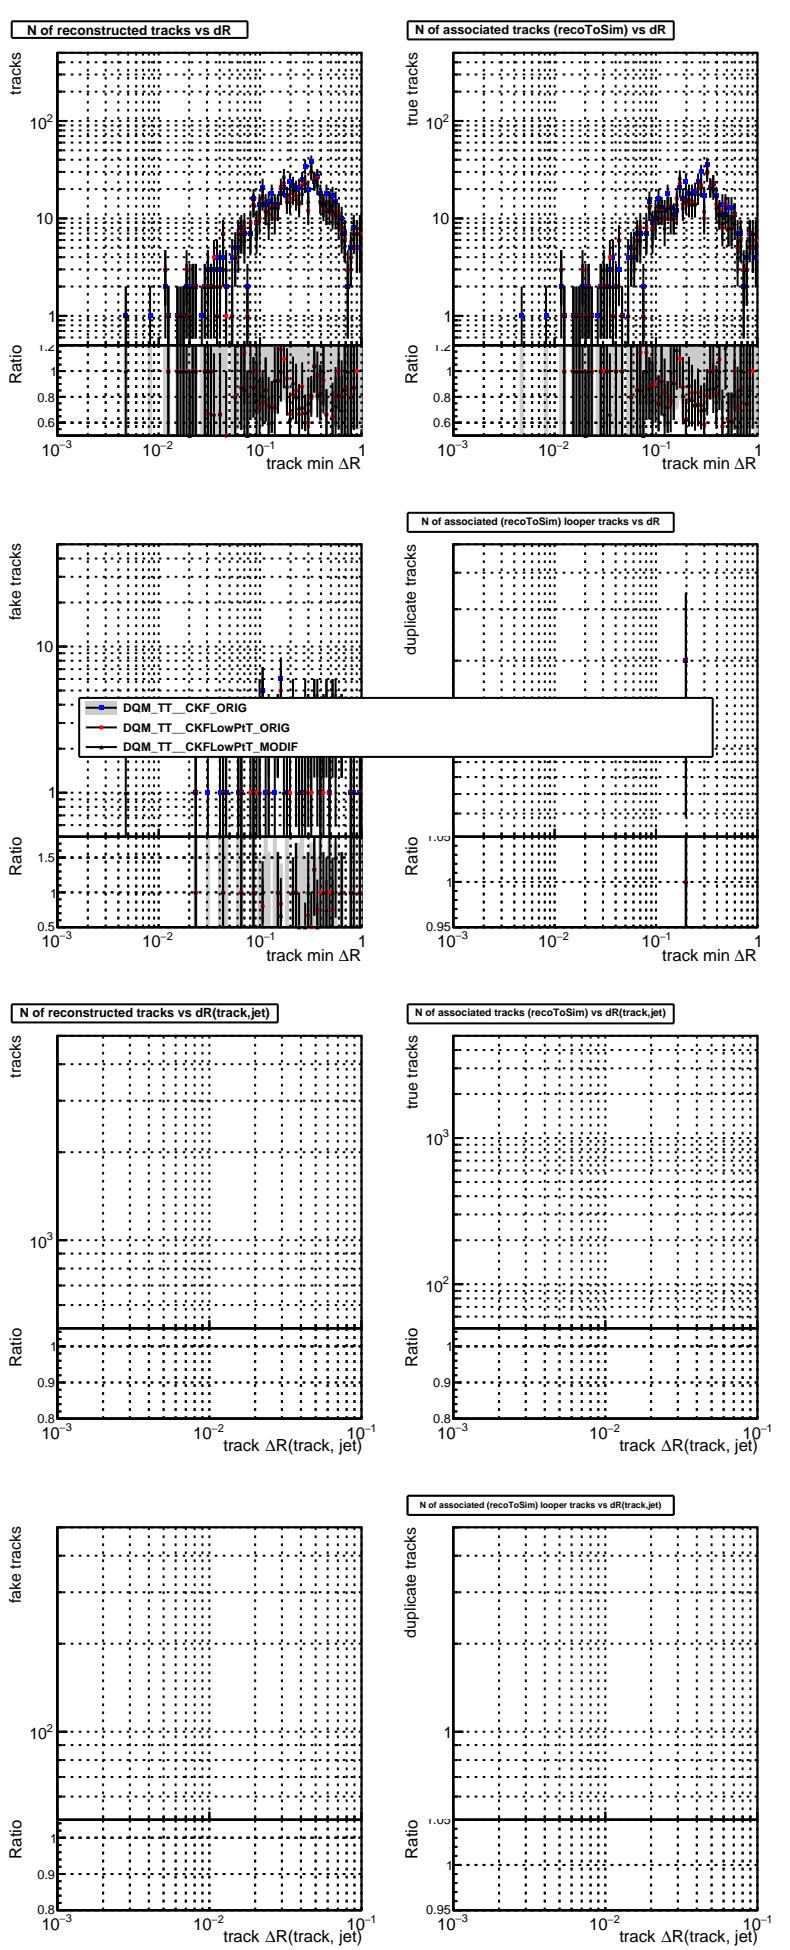 N of reconstructed tracks vs dR
tracks
10²
10
1
Ratio
1.2
1
0.8
0.6
10⁻³
10⁻²
10⁻¹
1
track min ΔR
N of associated tracks (recoToSim) vs dR
true tracks
10²
10
1
Ratio
1.2
1
0.8
0.6
10⁻³
10⁻²
10⁻¹
1
track min ΔR
fake tracks
10
1
Ratio
1.5
1
0.5
10⁻³
10⁻²
10⁻¹
1
track min ΔR
N of associated (recoToSim) looper tracks vs dR
duplicate tracks
Ratio
1.05
1
0.95
10⁻³
10⁻²
10⁻¹
1
track min ΔR
DQM_TT__CKF_ORIG
DQM_TT__CKFLowPtT_ORIG
DQM_TT__CKFLowPtT_MODIF
N of reconstructed tracks vs dR(track,jet)
tracks
10³
Ratio
1
0.9
0.8
10⁻³
10⁻²
10⁻¹
track ΔR(track, jet)
N of associated tracks (recoToSim) vs dR(track,jet)
true tracks
10³
10²
Ratio
1
0.9
0.8
10⁻³
10⁻²
10⁻¹
track ΔR(track, jet)
fake tracks
10²
Ratio
1
0.9
0.8
10⁻³
10⁻²
10⁻¹
track ΔR(track, jet)
N of associated (recoToSim) looper tracks vs dR(track,jet)
duplicate tracks
1
Ratio
1.05
1
0.95
10⁻³
10⁻²
10⁻¹
track ΔR(track, jet)